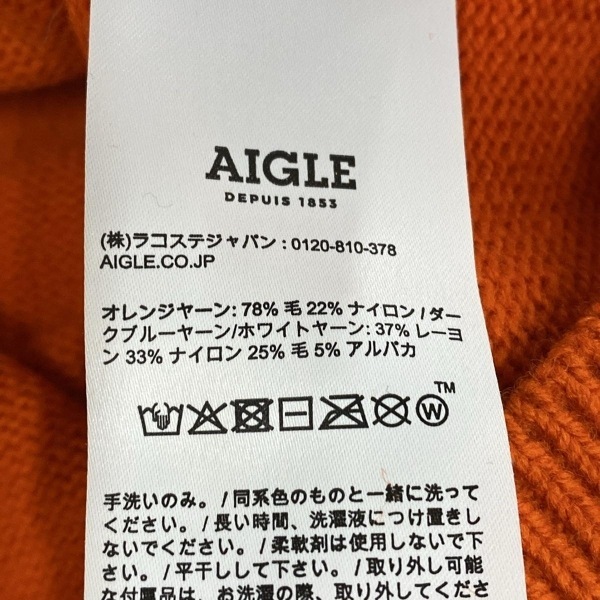 AIGLE
DEPUIS 1853
(株)ラコステジャパン : 0120-810-378
AIGLE.CO.JP
オレンジヤーン: 78% 毛 22% ナイロン / ダー
クブルーヤーン/ホワイトヤーン: 37% レーヨ
ン 33% ナイロン 25% 毛 5% アルパカ
W TM
手洗いのみ。 / 同系色のものと一緒に洗って
ください。 / 長い時間、洗濯液につけ置きし
ないでください。 / 柔軟剤は使用しないでくだ
さい。 / 平干しして下さい。 / 取り外し可能
な付属品は、お洗濯の際、取り外してくださ